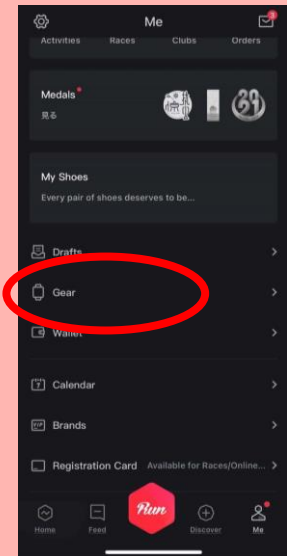 Me
Activities Races Clubs Orders
Medals
見る
My Shoes
Every pair of shoes deserves to be...
Drafts
Gear
Wallet
Calendar
Brands
Registration Card Available for Races/Online...
Run
Home Feed Discover Me